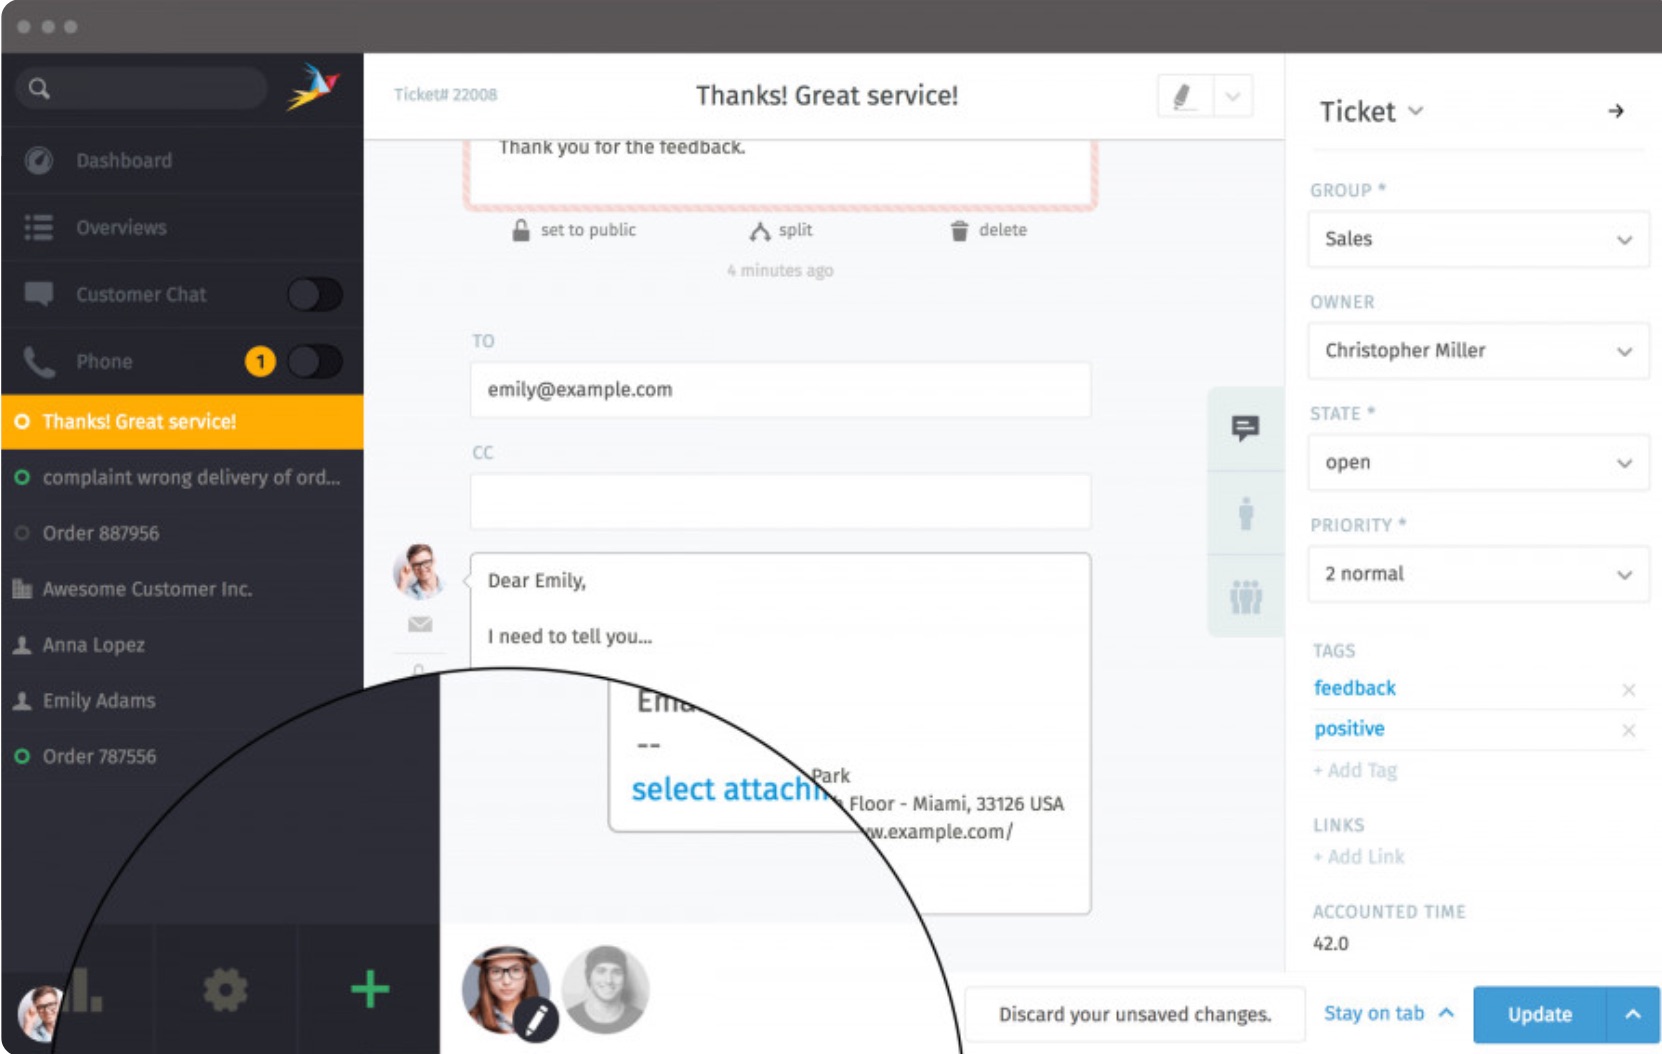 Dashboard
Overviews
Customer Chat
Phone
1
Thanks! Great service!
complaint wrong delivery of ord...
Order 887956
Awesome Customer Inc.
Anna Lopez
Emily Adams
Order 787556
Ticket# 22008
Thanks! Great service!
Thank you for the feedback.
set to public
split
delete
4 minutes ago
TO
emily@example.com
CC
Dear Emily,
I need to tell you...
--
select
Park
Floor - Miami, 33126 USA
w.example.com/
Ticket
GROUP *
Sales
OWNER
Christopher Miller
STATE *
open
PRIORITY *
2 normal
TAGS
feedback
positive
+ Add Tag
LINKS
+ Add Link
ACCOUNTED TIME
42.0
Discard your unsaved changes.
Stay on tab
Update